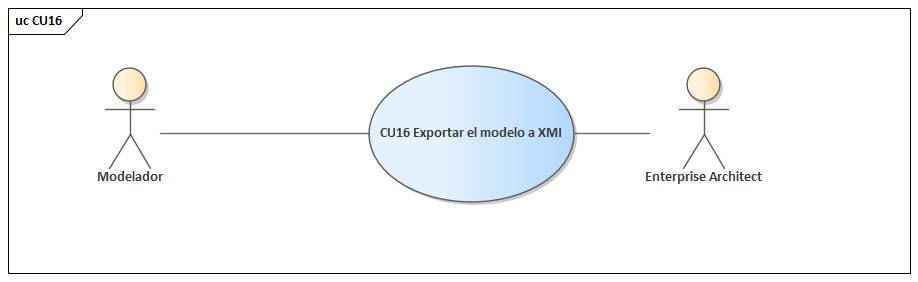 uc CU16
CU16 Exportar el modelo a XMI
Modelador
Enterprise Architect